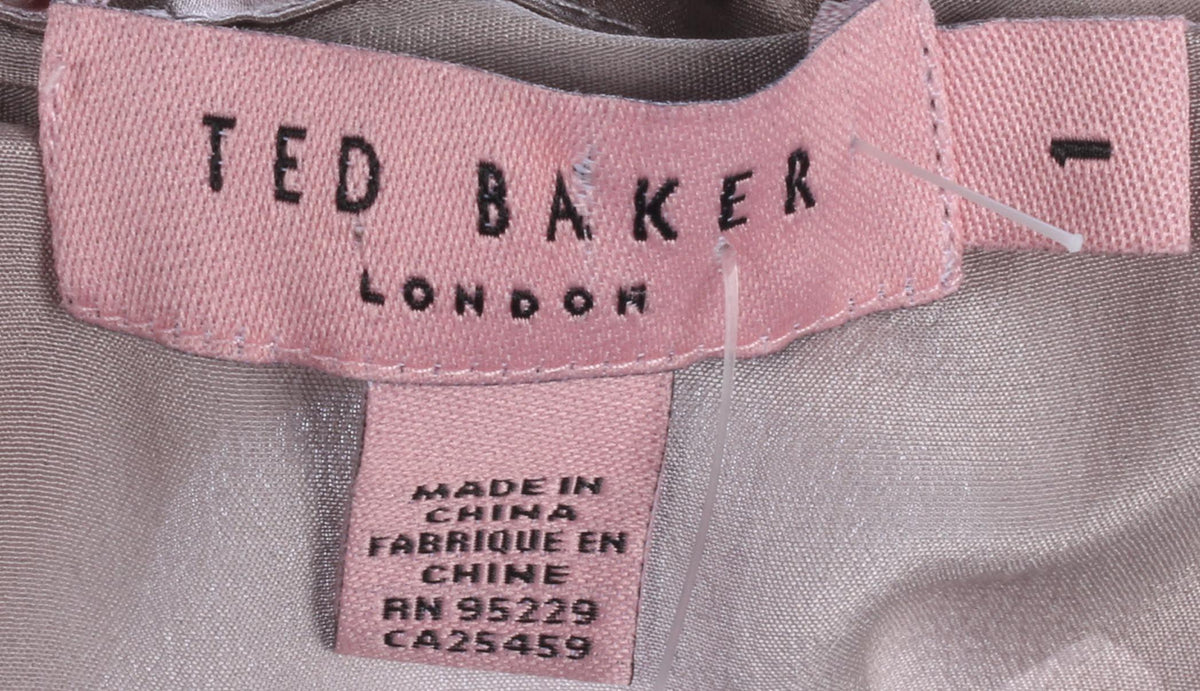 TED BAKER
LONDON
1
MADE IN
CHINA
FABRIQUE EN
CHINE
RN 95229
CA25459